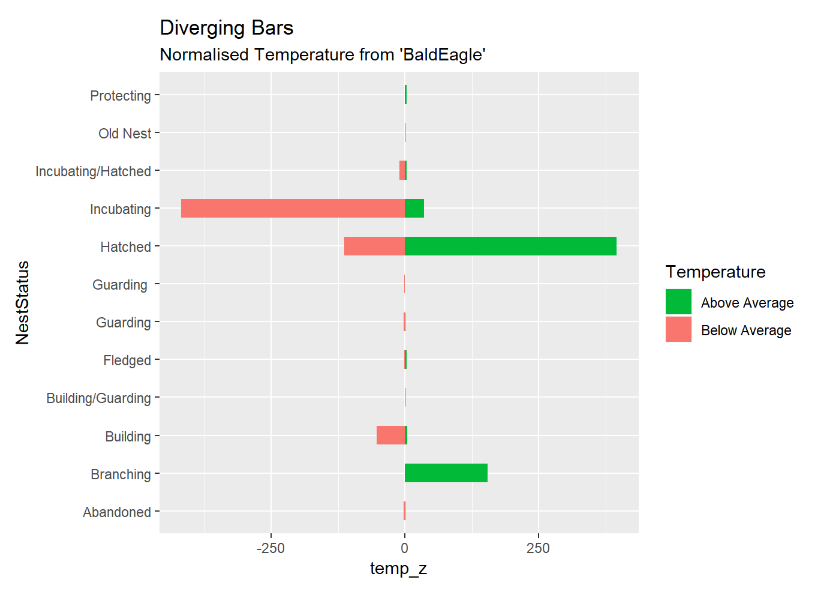 Diverging Bars
Normalised Temperature from 'BaldEagle'
Protecting
Old Nest
Incubating/Hatched
Incubating
Hatched
Guarding
Guarding
Fledged
Building/Guarding
Building
Branching
Abandoned
NestStatus
-250
0
250
temp_z
Temperature
Above Average
Below Average